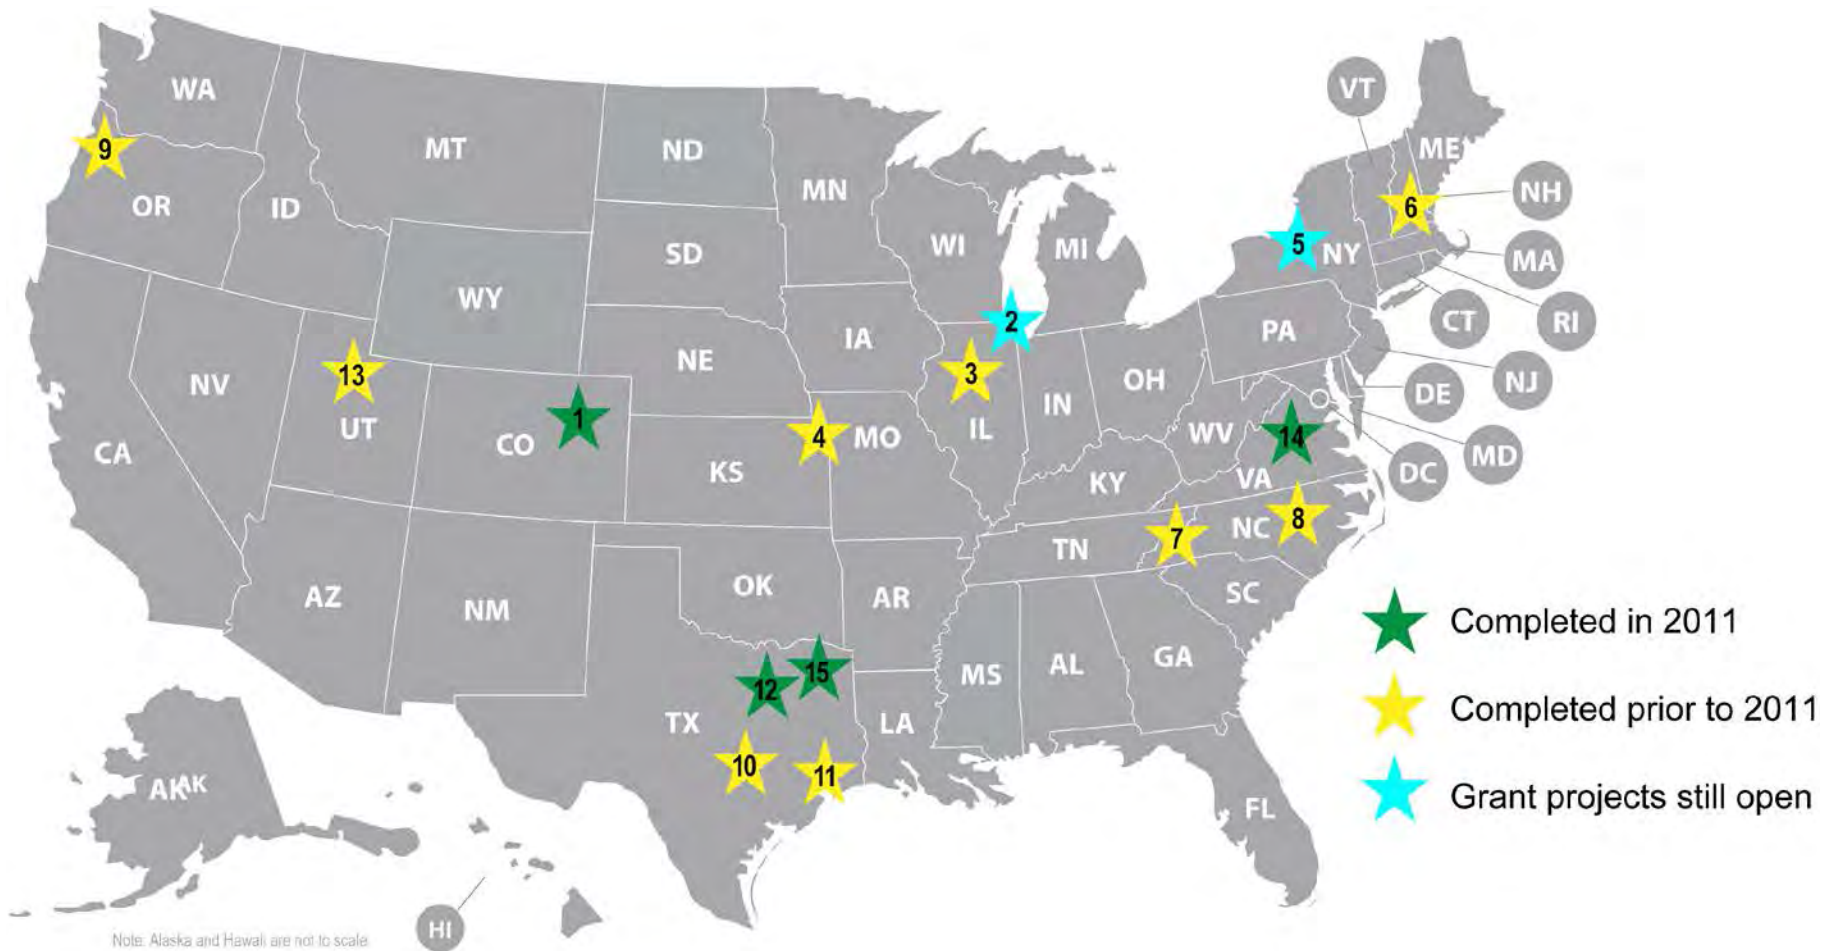 VT
WA
ME
9
MT
ND
NH
MN
6
OR
ID
5
WI
MI
NY
MA
SD
WY
2
CT
RI
PA
IA
13
3
NE
OH
NJ
NV
DE
1
IN
UT
4
MO
IL
WV
14
CO
CA
MD
KS
DC
KY
VA
8
7
NC
TN
OK
AZ
AR
SC
NM
Completed in 2011
GA
AL
15
MS
12
TX
LA
Completed prior to 2011
10
11
AK
AK
Grant projects still open
FL
HI
Note: Alaska and Hawaii are not to scale